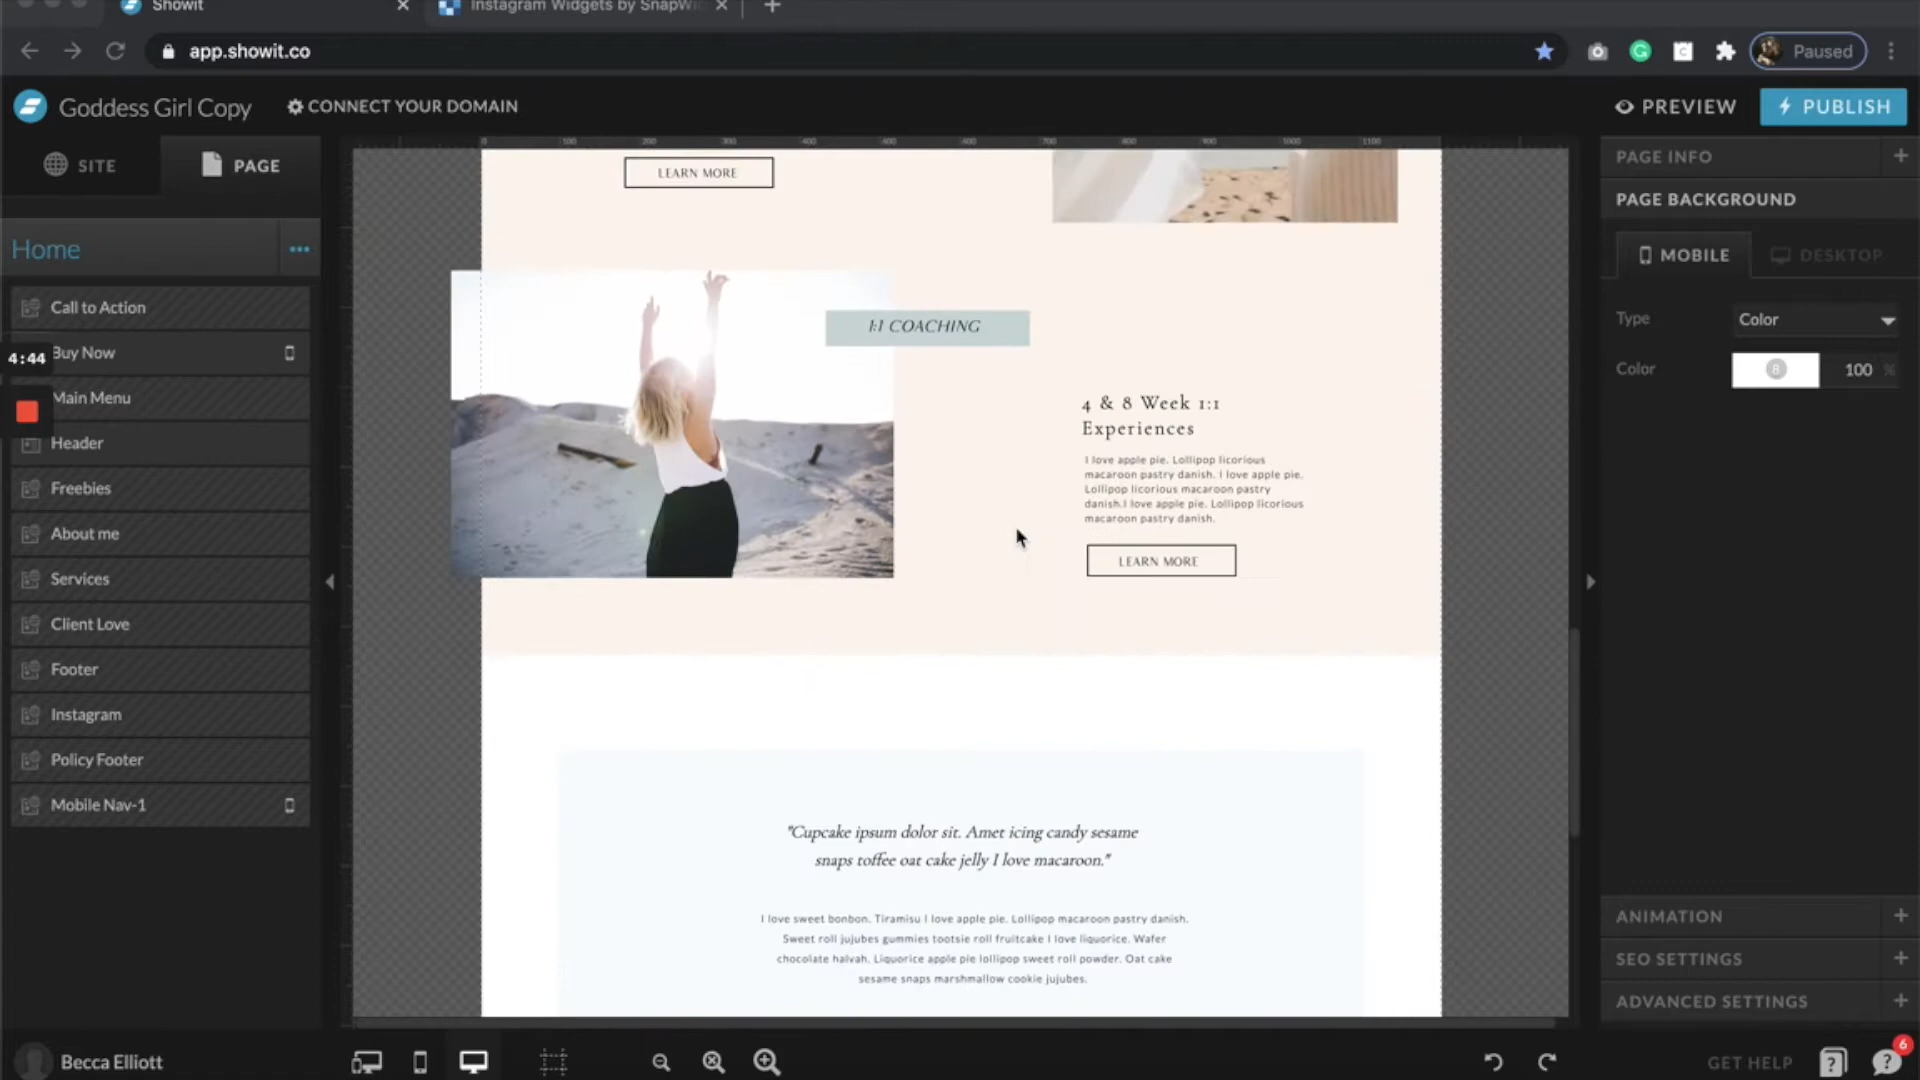 Showit
Instagram Widgets by SnapWi
app.showit.co
Paused
Goddess Girl Copy
CONNECT YOUR DOMAIN
PREVIEW
PUBLISH
SITE
PAGE
Home
Call to Action
4:44
Buy Now
Main Menu
Header
Freebies
About me
Services
Client Love
Footer
Instagram
Policy Footer
Mobile Nav-1
LEARN MORE
1:1 COACHING
4 & 8 Week 1:1
Experiences
I love apple pie. Lollipop licorious
macaroon pastry danish. I love apple pie.
Lollipop licorious macaroon pastry
danish.I love apple pie. Lollipop licorious
macaroon pastry danish.
LEARN MORE
"Cupcake ipsum dolor sit. Amet icing candy sesame
snaps toffee oat cake jelly I love macaroon."
I love sweet bonbon. Tiramisu I love apple pie. Lollipop macaroon pastry danish.
Sweet roll jujubes gummies tootsie roll fruitcake I love liquorice. Wafer
chocolate halvah. Liquorice apple pie lollipop sweet roll powder. Oat cake
sesame snaps marshmallow cookie jujubes.
PAGE INFO
PAGE BACKGROUND
MOBILE
DESKTOP
Type
Color
Color
8
100 %
ANIMATION
SEO SETTINGS
ADVANCED SETTINGS
Becca Elliott
GET HELP
6